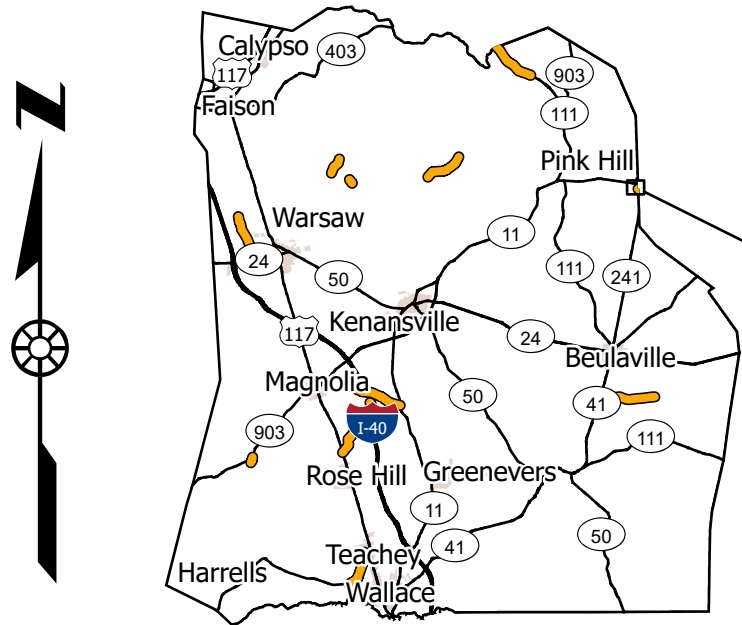 Calypso
403
117
903
Faison
111
Pink Hill
N
Warsaw
11
24
50
111
241
Kenansville
117
24
Beulaville
Magnolia
50
41
I-40
903
111
Rose Hill
Greenevers
11
50
41
Teachey
Harrells
Wallace